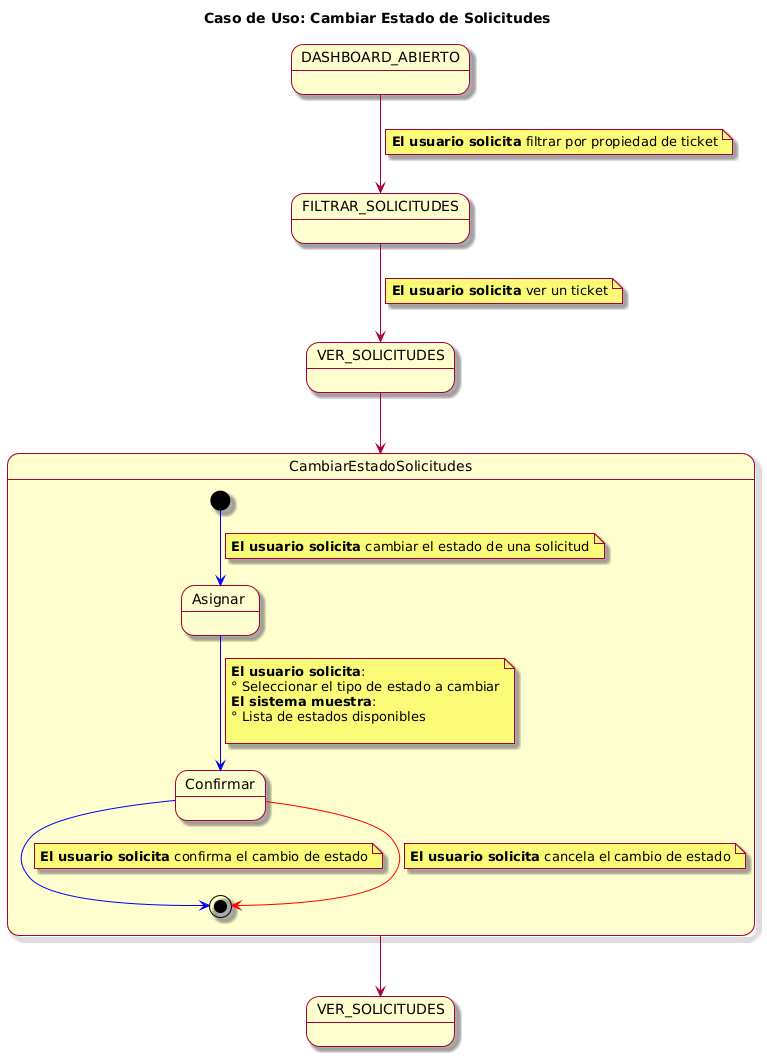 Caso de Uso: Cambiar Estado de Solicitudes
DASHBOARD_ABIERTO
El usuario solicita filtrar por propiedad de ticket
FILTRAR_SOLICITUDES
El usuario solicita ver un ticket
VER_SOLICITUDES
CambiarEstadoSolicitudes
El usuario solicita cambiar el estado de una solicitud
Asignar
El usuario solicita:
° Seleccionar el tipo de estado a cambiar
El sistema muestra:
° Lista de estados disponibles
Confirmar
El usuario solicita confirma el cambio de estado
El usuario solicita cancela el cambio de estado
VER_SOLICITUDES